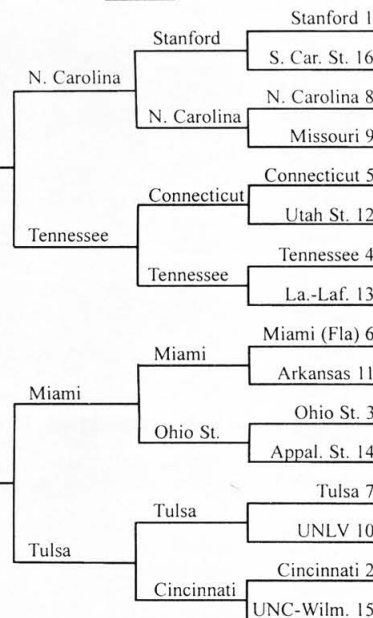 Stanford 1
Stanford
S. Car. St. 16
N. Carolina
N. Carolina 8
N. Carolina
Missouri 9
Connecticut 5
Connecticut
Utah St. 12
Tennessee
Tennessee 4
Tennessee
La.-Laf. 13
Miami (Fla) 6
Miami
Arkansas 11
Miami
Ohio St. 3
Ohio St.
Appal. St. 14
Tulsa 7
Tulsa
UNLV 10
Tulsa
Cincinnati 2
Cincinnati
UNC-Wilm. 15